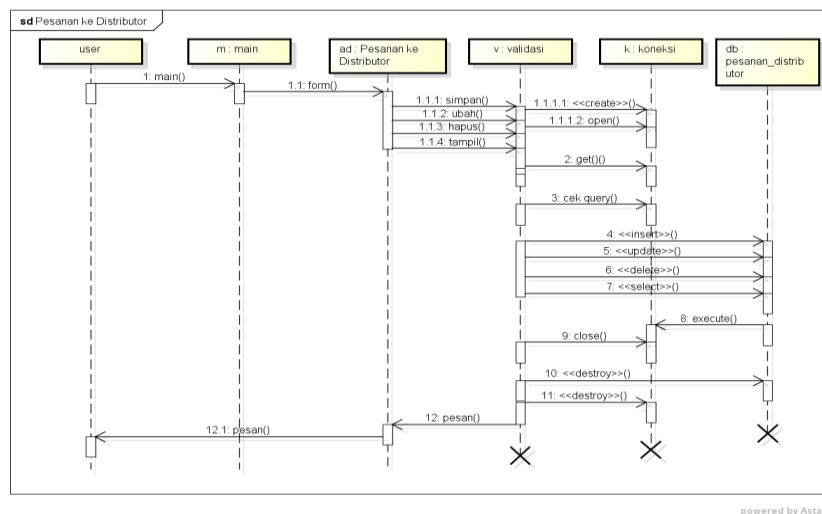 sd Pesanan ke Distributor
user
m : main
ad : Pesanan ke
Distributor
v : validasi
k : koneksi
db :
pesanan_distrib
utor
1: main()
1.1: form()
1.1.1: simpan()
1.1.2: ubah()
1.1.3: hapus()
1.1.4: tampil()
1.1.1.1: <<create>>()
1.1.1.2: open()
2: get()()
3: cek query()
4: <<insert>>()
5: <<update>>()
6: <<delete>>()
7: <<select>>()
8: execute()
9: close()
10: <<destroy>>()
11: <<destroy>>()
12: pesan()
12.1: pesan()
powered by Asta